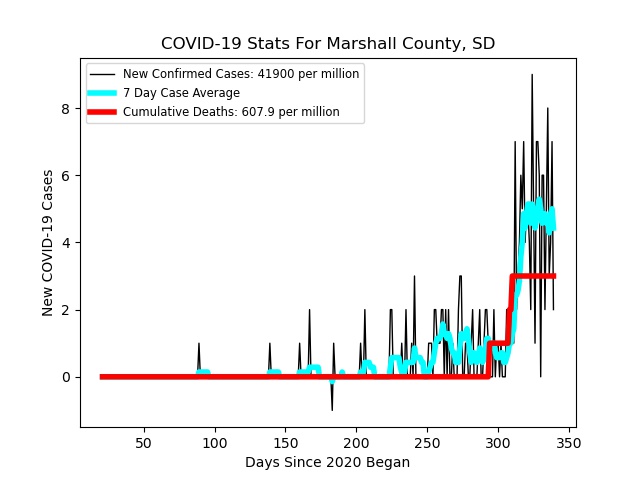 COVID-19 Stats For Marshall County, SD
New Confirmed Cases: 41900 per million
7 Day Case Average
Cumulative Deaths: 607.9 per million
New COVID-19 Cases
8
6
4
2
0
50 100 150 200 250 300 350
Days Since 2020 Began